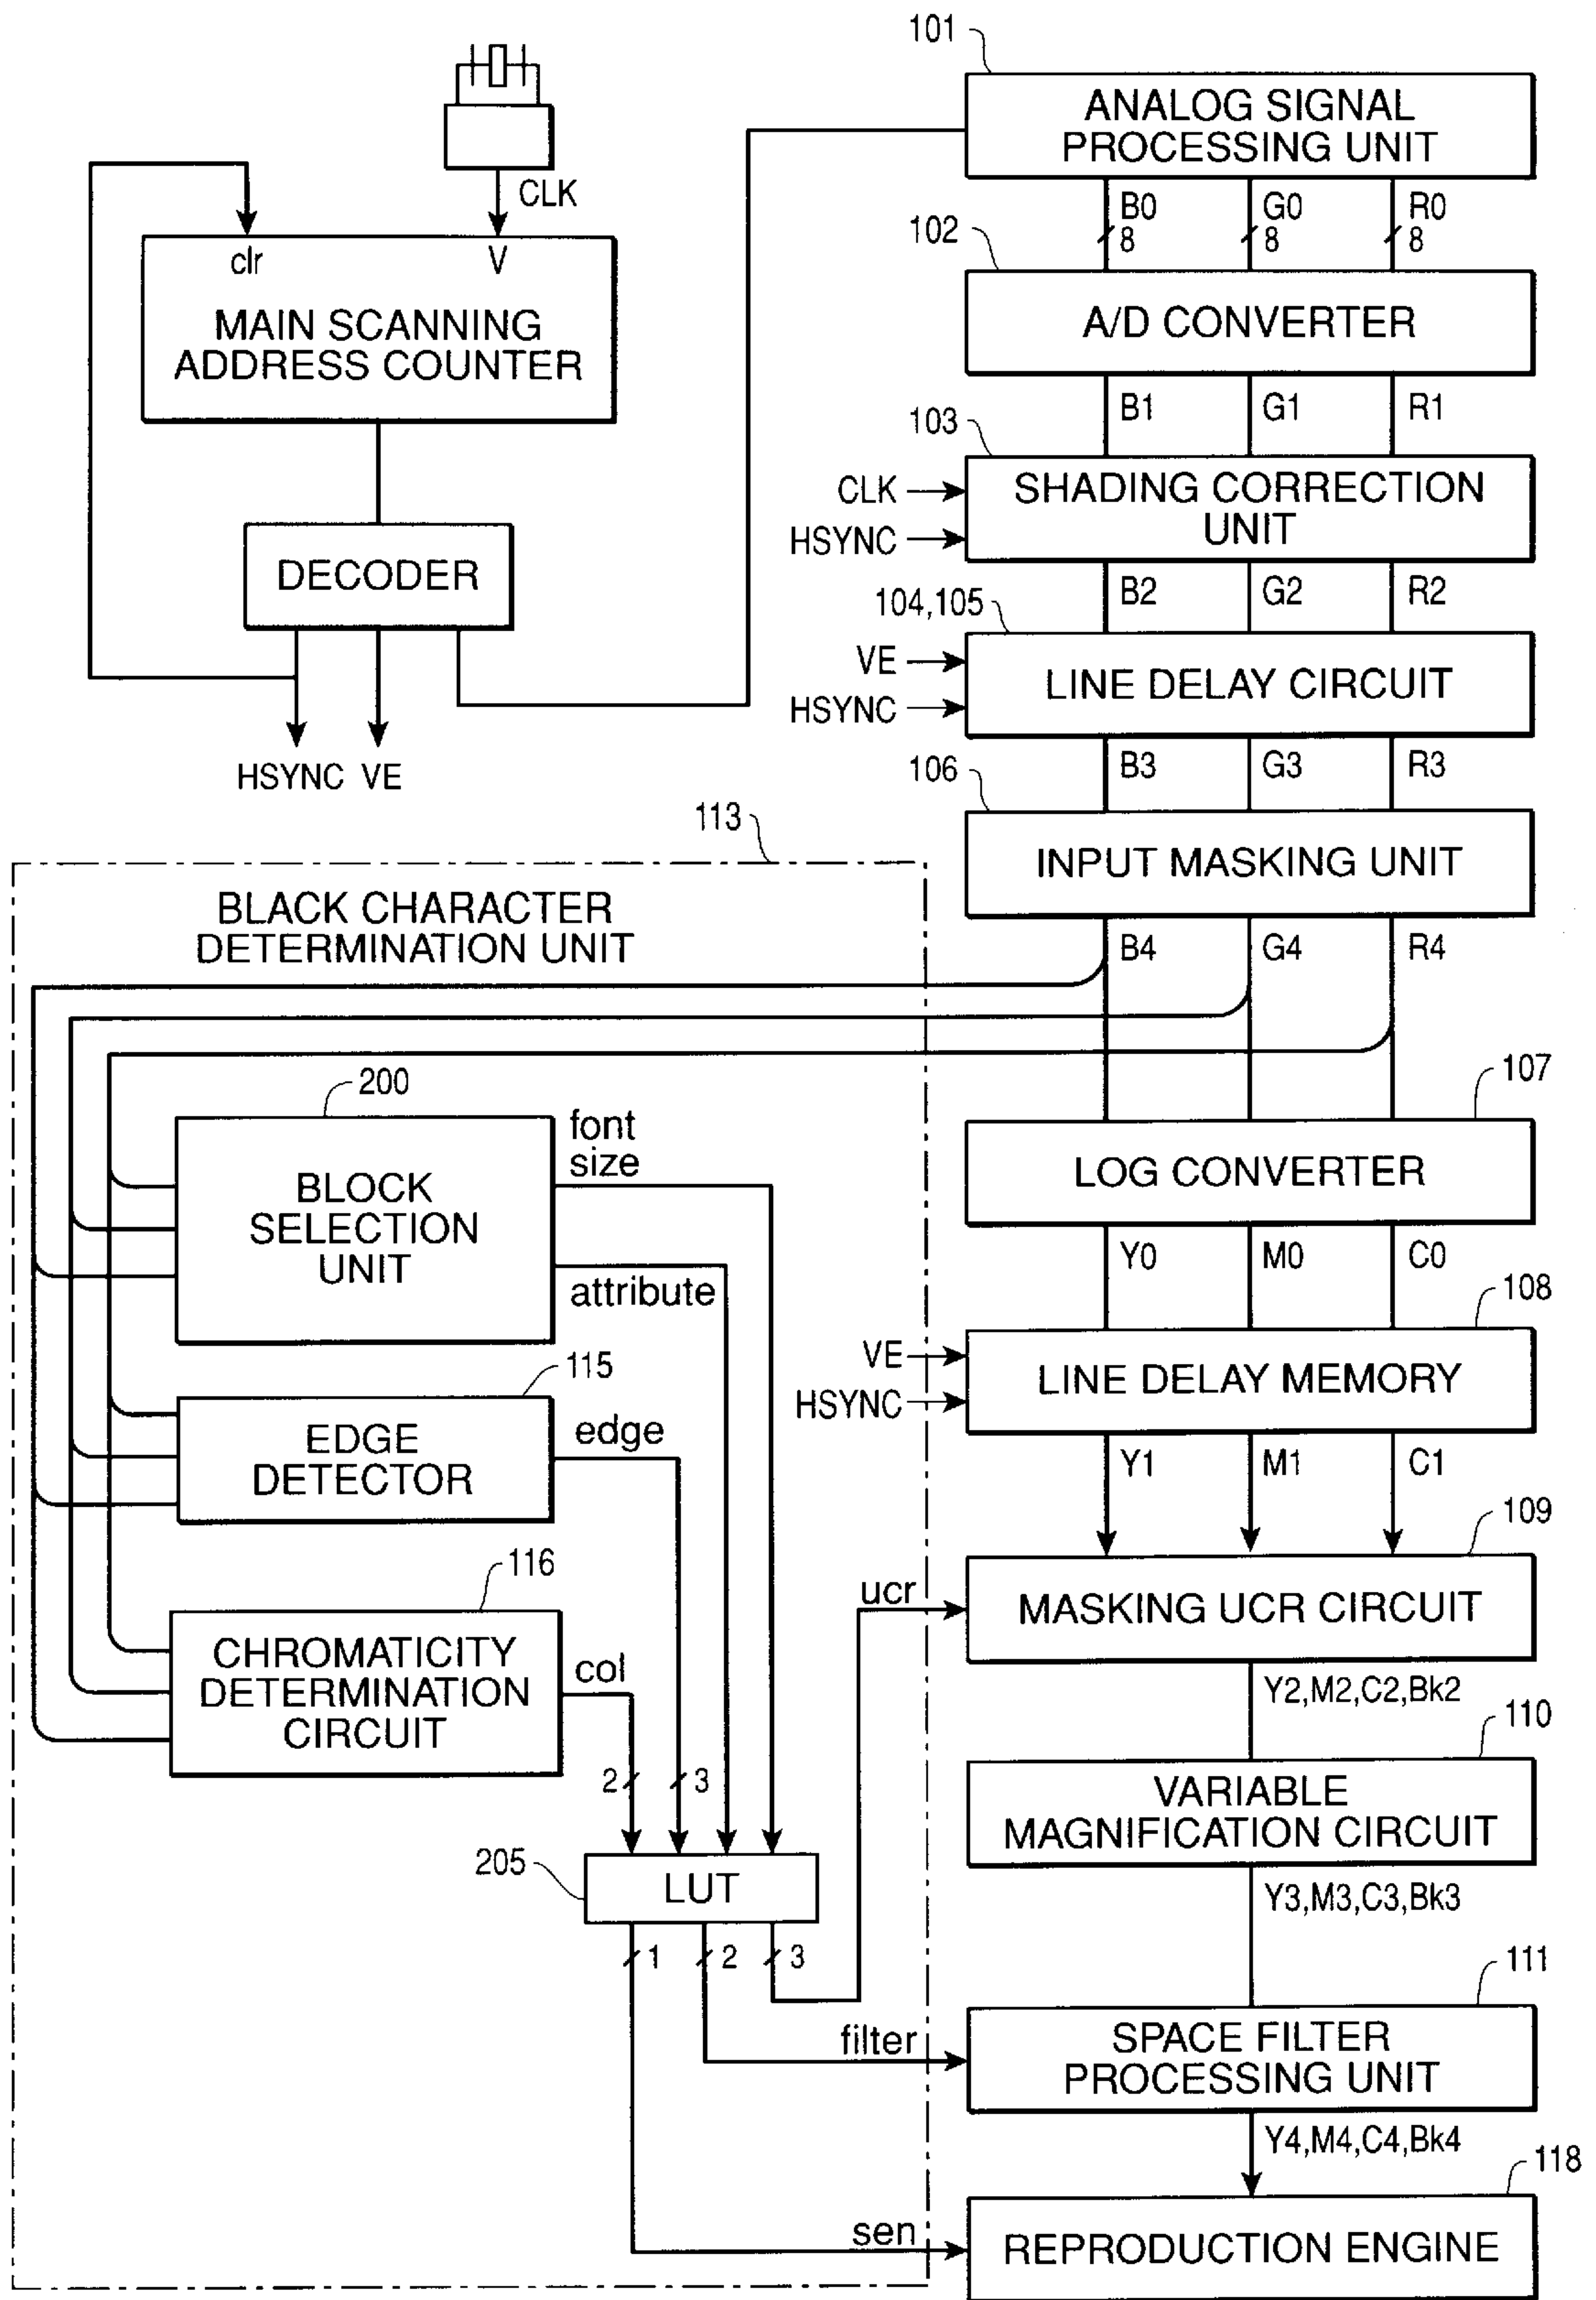 101
ANALOG SIGNAL
PROCESSING UNIT
CLK
B0
G0
R0
8
8
8
102
clr
V
MAIN SCANNING
ADDRESS COUNTER
A/D CONVERTER
B1
G1
R1
103
CLK
HSYNC
SHADING CORRECTION
UNIT
DECODER
B2
G2
R2
104,105
VE
HSYNC
LINE DELAY CIRCUIT
HSYNC
VE
B3
G3
R3
106
113
INPUT MASKING UNIT
BLACK CHARACTER
DETERMINATION UNIT
B4
G4
R4
107
200
font
size
BLOCK
SELECTION
UNIT
attribute
LOG CONVERTER
Y0
M0
C0
108
VE
HSYNC
LINE DELAY MEMORY
115
edge
EDGE
DETECTOR
Y1
M1
C1
109
116
ucr
MASKING UCR CIRCUIT
CHROMATICITY
DETERMINATION
CIRCUIT
col
Y2,M2,C2,Bk2
110
2
3
VARIABLE
MAGNIFICATION CIRCUIT
205
LUT
Y3,M3,C3,Bk3
1
2
3
111
filter
SPACE FILTER
PROCESSING UNIT
Y4,M4,C4,Bk4
118
sen
REPRODUCTION ENGINE